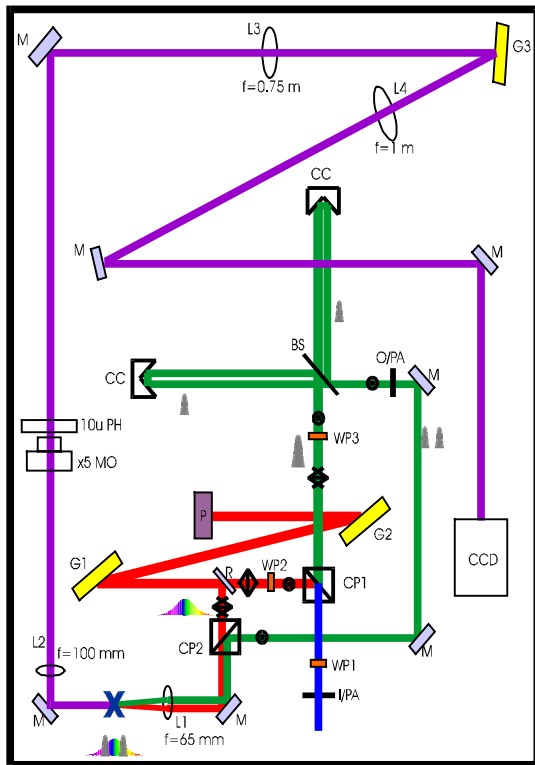 M
L3
G3
f=0.75 m
L4
f=1 m
CC
M
M
BS
O/PA
CC
M
10u PH
WP3
x5 MO
P
G2
CCD
G1
WP2
R
CP1
L2
CP2
f=100 mm
M
WP1
M
L1
M
I/PA
f=65 mm